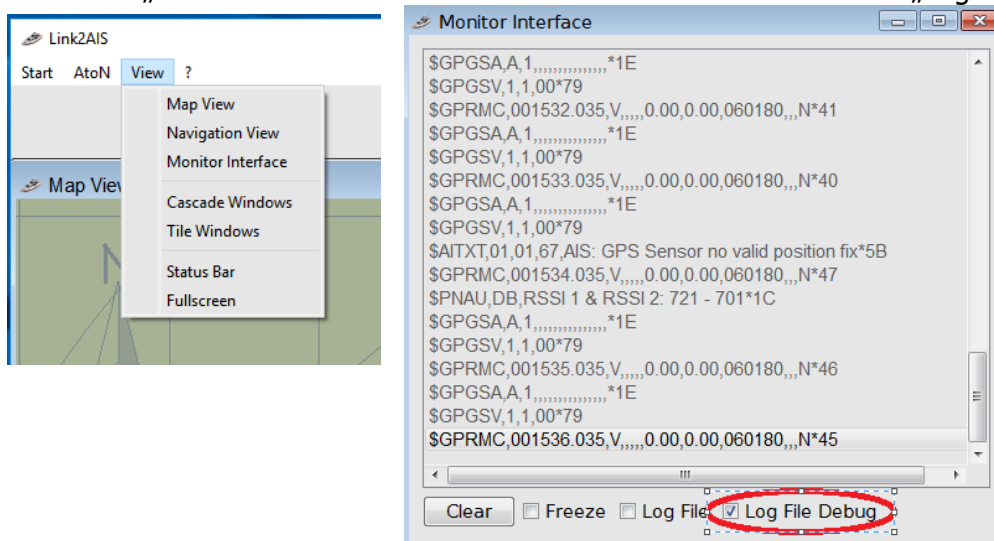 Link2AIS
Start AtoN View ?
Map View
Navigation View
Monitor Interface
Cascade Windows
Tile Windows
Status Bar
Fullscreen
Map View
N
Monitor Interface
$GPGSA,A,1,,,,,,,,,,,,,,,*1E
$GPGSV,1,1,00*79
$GPRMC,001532.035,V,,,,,0.00,0.00,060180,,,N*41
$GPGSA,A,1,,,,,,,,,,,,,,,*1E
$GPGSV,1,1,00*79
$GPRMC,001533.035,V,,,,,0.00,0.00,060180,,,N*40
$GPGSA,A,1,,,,,,,,,,,,,,,*1E
$GPGSV,1,1,00*79
$AITXT,01,01,67,AIS: GPS Sensor no valid position fix*5B
$GPRMC,001534.035,V,,,,,0.00,0.00,060180,,,N*47
$PNAU,DB,RSSI 1 & RSSI 2: 721 - 701*1C
$GPGSA,A,1,,,,,,,,,,,,,,,*1E
$GPGSV,1,1,00*79
$GPRMC,001535.035,V,,,,,0.00,0.00,060180,,,N*46
$GPGSA,A,1,,,,,,,,,,,,,,,*1E
$GPGSV,1,1,00*79
$GPRMC,001536.035,V,,,,,0.00,0.00,060180,,,N*45
Clear Freeze Log File Log File Debug